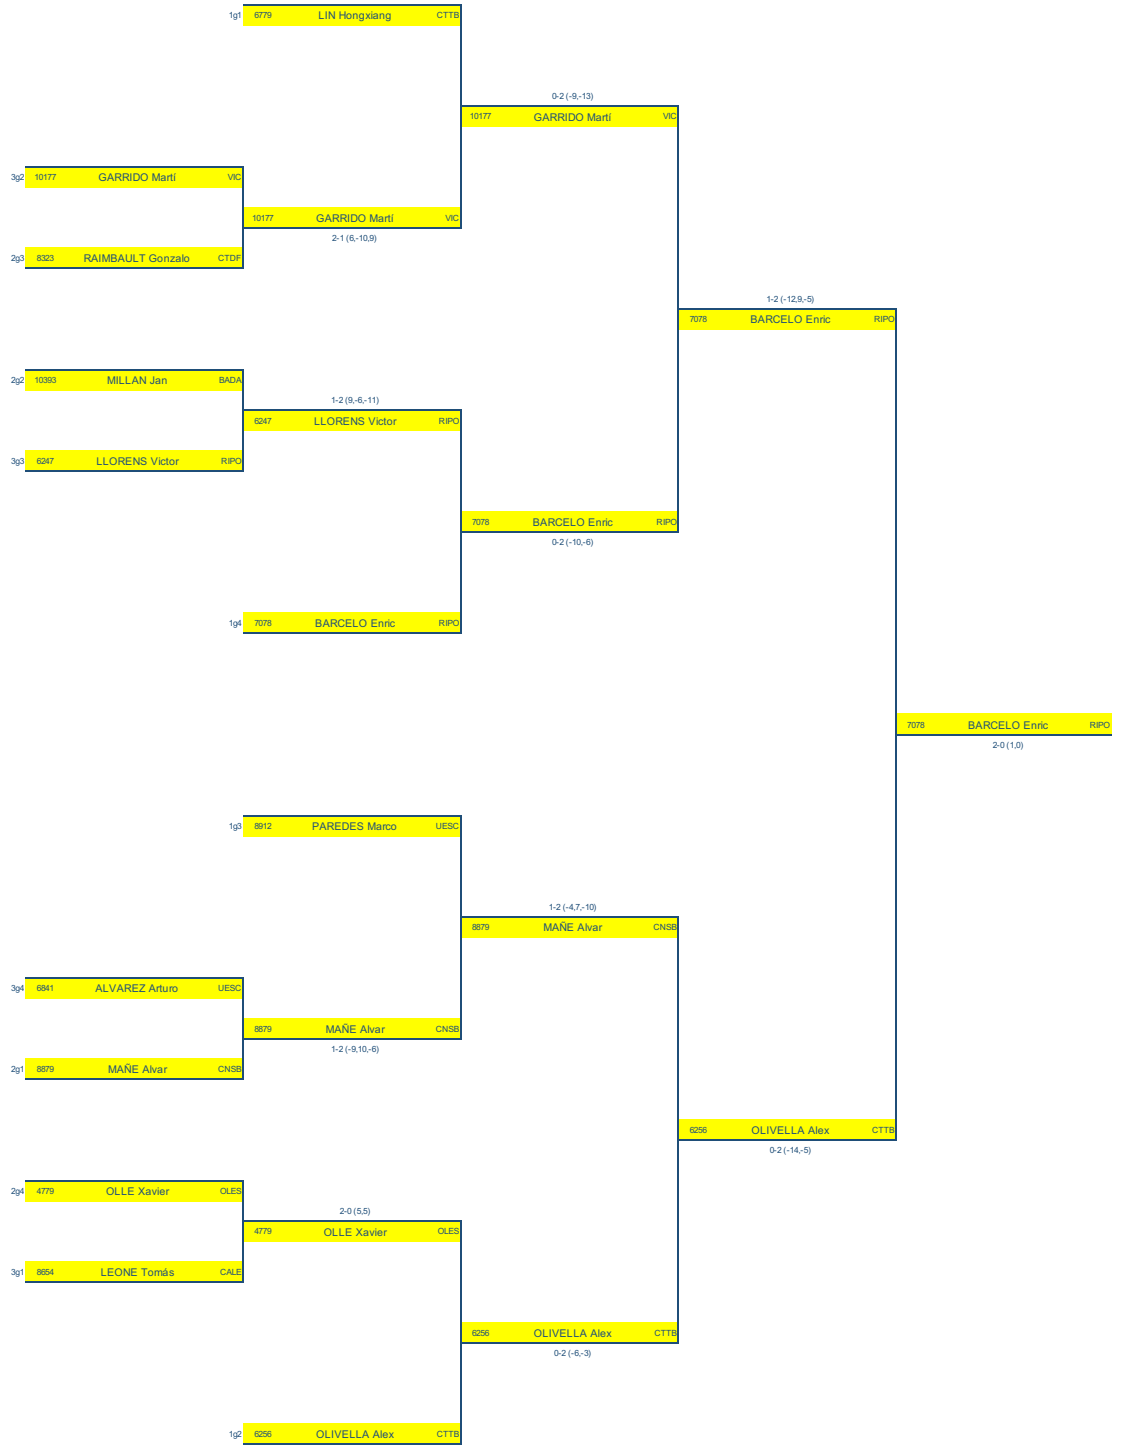 1g1 6779 LIN Hongxiang CTTB
0-2 (-9,-13)
10177 GARRIDO Martí VIC
3g2 10177 GARRIDO Martí VIC
10177 GARRIDO Martí VIC
2-1 (6,-10,9)
2g3 8323 RAIMBAULT Gonzalo CTDF
1-2 (-12,9,-5)
7078 BARCELO Enric RIPO
2g2 10393 MILLAN Jan BADA
1-2 (9,-6,-11)
6247 LLORENS Victor RIPO
3g3 6247 LLORENS Victor RIPO
7078 BARCELO Enric RIPO
0-2 (-10,-6)
1g4 7078 BARCELO Enric RIPO
7078 BARCELO Enric RIPO
2-0 (1,0)
1g3 8912 PAREDES Marco UESC
1-2 (-4,7,-10)
8879 MAÑE Alvar CNSB
3g4 6841 ALVAREZ Arturo UESC
8879 MAÑE Alvar CNSB
1-2 (-9,10,-6)
2g1 8879 MAÑE Alvar CNSB
6256 OLIVELLA Alex CTTB
0-2 (-14,-5)
2g4 4779 OLLE Xavier OLES
2-0 (5,5)
4779 OLLE Xavier OLES
3g1 8654 LEONE Tomás CALE
6256 OLIVELLA Alex CTTB
0-2 (-6,-3)
1g2 6256 OLIVELLA Alex CTTB